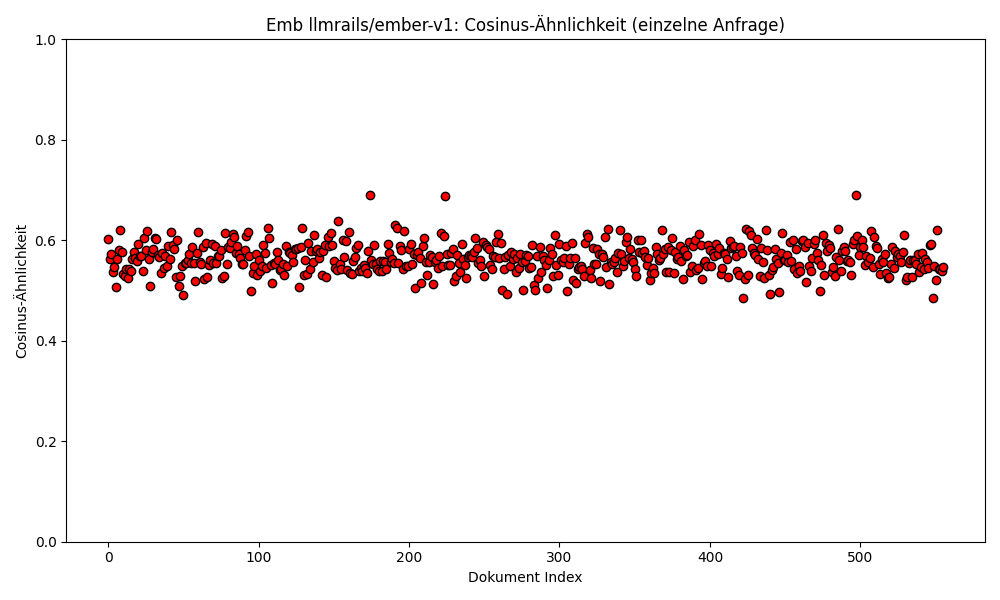 Emb llmrails/ember-v1: Cosinus-Ähnlichkeit (einzelne Anfrage)
1.0
0.8
0.6
0.4
0.2
0.0
Cosinus-Ähnlichkeit
0 100 200 300 400 500
Dokument Index